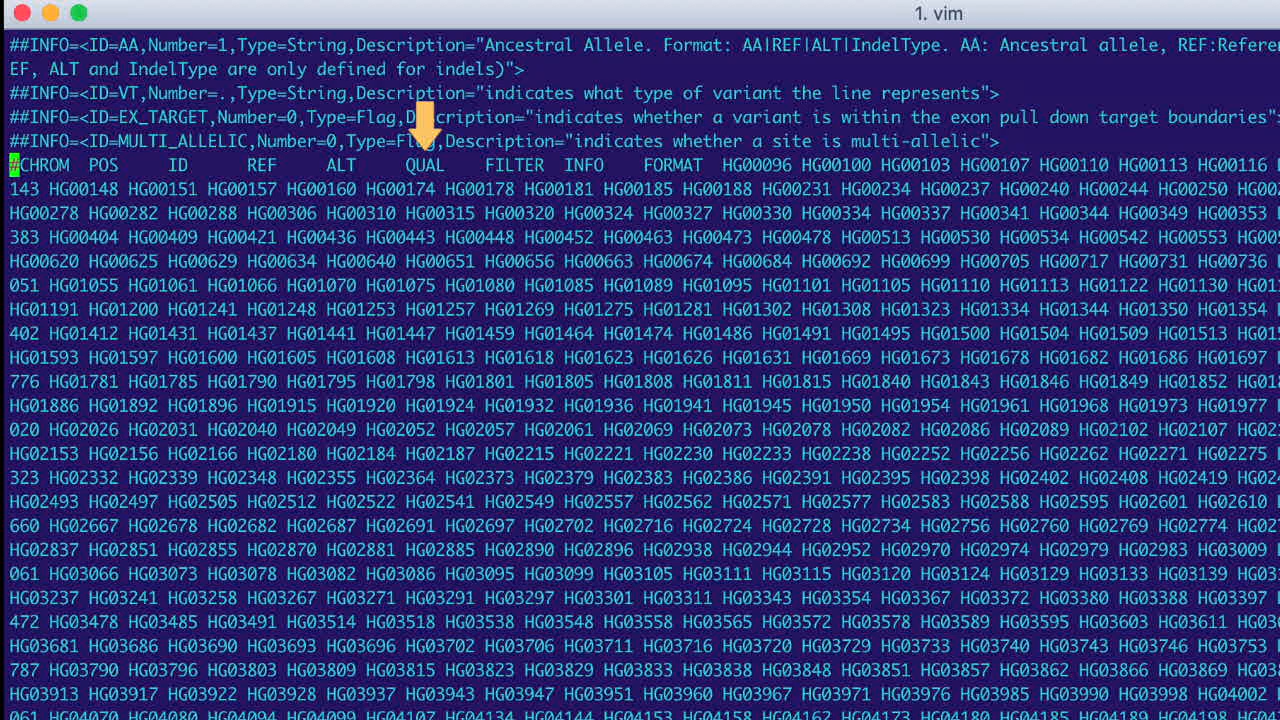 1. vim
##INFO=<ID=AA,Number=1,Type=String,Description="Ancestral Allele. Format: AA|REF|ALT|IndelType. AA: Ancestral allele, REF:Refere
EF, ALT and IndelType are only defined for indels)">
##INFO=<ID=VT,Number=.,Type=String,Description="indicates what type of variant the line represents">
##INFO=<ID=EX_TARGET,Number=0,Type=Flag,D cription="indicates whether a variant is within the exon pull down target boundaries"
##INFO=<ID=MULTI_ALLELIC,Number=0,Type=Flag,Description="indicates whether a site is multi-allelic">
#CHROM POS ID REF ALT QUAL FILTER INFO FORMAT HG00096 HG00100 HG00103 HG00107 HG00110 HG00113 HG00116
143 HG00148 HG00151 HG00157 HG00160 HG00174 HG00178 HG00181 HG00185 HG00188 HG00231 HG00234 HG00237 HG00240 HG00244 HG00250 HG00
HG00278 HG00282 HG00288 HG00306 HG00310 HG00315 HG00320 HG00324 HG00327 HG00330 HG00334 HG00337 HG00341 HG00344 HG00349 HG00353
383 HG00404 HG00409 HG00421 HG00436 HG00443 HG00448 HG00452 HG00463 HG00473 HG00478 HG00513 HG00530 HG00534 HG00542 HG00553 HG00
HG00620 HG00625 HG00629 HG00634 HG00640 HG00651 HG00656 HG00663 HG00674 HG00684 HG00692 HG00699 HG00705 HG00717 HG00731 HG00736
051 HG01055 HG01061 HG01066 HG01070 HG01075 HG01080 HG01085 HG01089 HG01095 HG01101 HG01105 HG01110 HG01113 HG01122 HG01130 HG01
HG01191 HG01200 HG01241 HG01248 HG01253 HG01257 HG01269 HG01275 HG01281 HG01302 HG01308 HG01323 HG01334 HG01344 HG01350 HG01354
402 HG01412 HG01431 HG01437 HG01441 HG01447 HG01459 HG01464 HG01474 HG01486 HG01491 HG01495 HG01500 HG01504 HG01509 HG01513 HG01
HG01593 HG01597 HG01600 HG01605 HG01608 HG01613 HG01618 HG01623 HG01626 HG01631 HG01669 HG01673 HG01678 HG01682 HG01686 HG01697
776 HG01781 HG01785 HG01790 HG01795 HG01798 HG01801 HG01805 HG01808 HG01811 HG01815 HG01840 HG01843 HG01846 HG01849 HG01852 HG01
HG01886 HG01892 HG01896 HG01915 HG01920 HG01924 HG01932 HG01936 HG01941 HG01945 HG01950 HG01954 HG01961 HG01968 HG01973 HG01977
020 HG02026 HG02031 HG02040 HG02049 HG02052 HG02057 HG02061 HG02069 HG02073 HG02078 HG02082 HG02086 HG02089 HG02102 HG02107 HG02
HG02153 HG02156 HG02166 HG02180 HG02184 HG02187 HG02215 HG02221 HG02230 HG02233 HG02238 HG02252 HG02256 HG02262 HG02271 HG02275
323 HG02332 HG02339 HG02348 HG02355 HG02364 HG02373 HG02379 HG02383 HG02386 HG02391 HG02395 HG02398 HG02402 HG02408 HG02419 HG02
HG02493 HG02497 HG02505 HG02512 HG02522 HG02541 HG02549 HG02557 HG02562 HG02571 HG02577 HG02583 HG02588 HG02595 HG02601 HG02610
660 HG02667 HG02678 HG02682 HG02687 HG02691 HG02697 HG02702 HG02716 HG02724 HG02728 HG02734 HG02756 HG02760 HG02769 HG02774 HG02
HG02837 HG02851 HG02855 HG02870 HG02881 HG02885 HG02890 HG02896 HG02938 HG02944 HG02952 HG02970 HG02974 HG02979 HG02983 HG03009
061 HG03066 HG03073 HG03078 HG03082 HG03086 HG03095 HG03099 HG03105 HG03111 HG03115 HG03120 HG03124 HG03129 HG03133 HG03139 HG03
HG03237 HG03241 HG03258 HG03267 HG03271 HG03291 HG03297 HG03301 HG03311 HG03343 HG03354 HG03367 HG03372 HG03380 HG03388 HG03397
472 HG03478 HG03485 HG03491 HG03514 HG03518 HG03538 HG03548 HG03558 HG03565 HG03572 HG03578 HG03589 HG03595 HG03603 HG03611 HG03
HG03681 HG03686 HG03690 HG03693 HG03696 HG03702 HG03706 HG03711 HG03716 HG03720 HG03729 HG03733 HG03740 HG03743 HG03746 HG03753
787 HG03790 HG03796 HG03803 HG03809 HG03815 HG03823 HG03829 HG03833 HG03838 HG03848 HG03851 HG03857 HG03862 HG03866 HG03869 HG03
HG03913 HG03917 HG03922 HG03928 HG03937 HG03943 HG03947 HG03951 HG03960 HG03967 HG03971 HG03976 HG03985 HG03990 HG03998 HG04002
061 HG04070 HG04080 HG04094 HG04099 HG04107 HG04134 HG04144 HG04153 HG04158 HG04162 HG04173 HG04180 HG04185 HG04189 HG04198 HG04